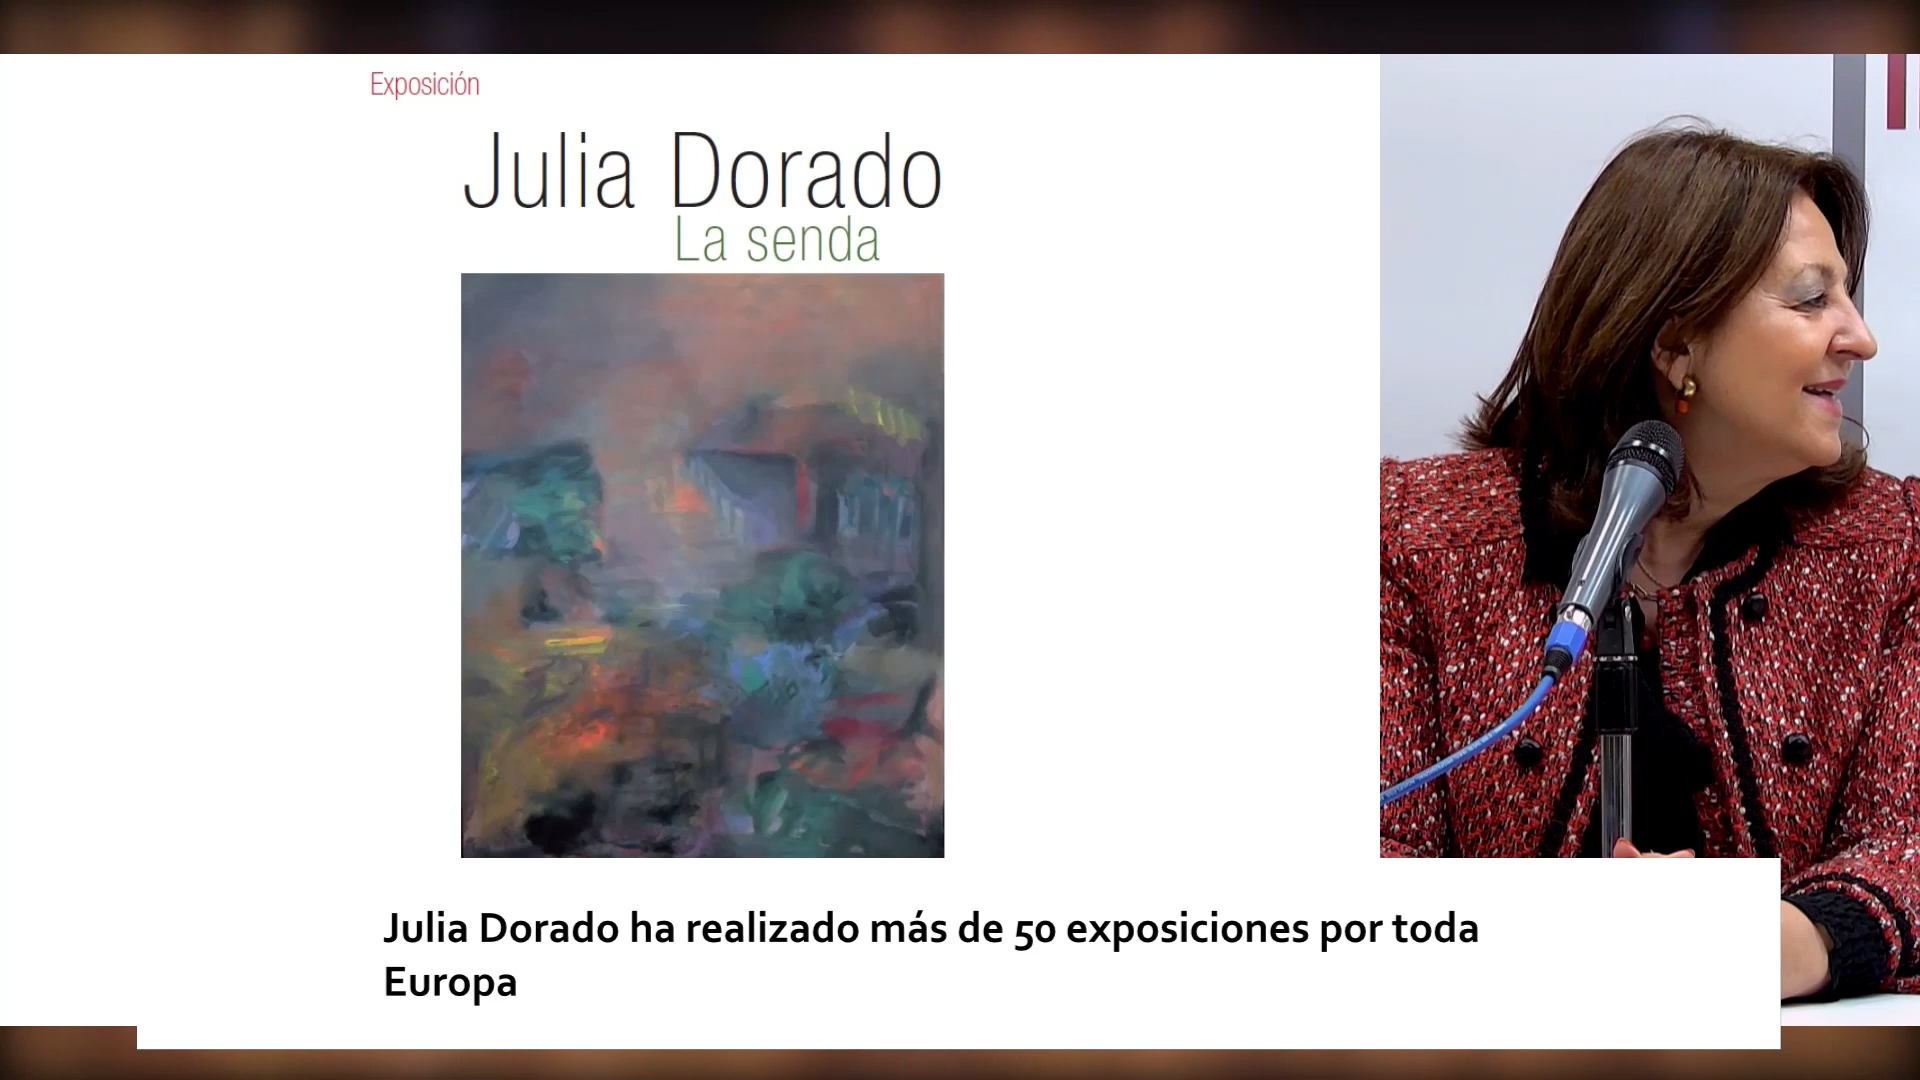 Exposición
Julia Dorado
La senda
Julia Dorado ha realizado más de 50 exposiciones por toda
Europa